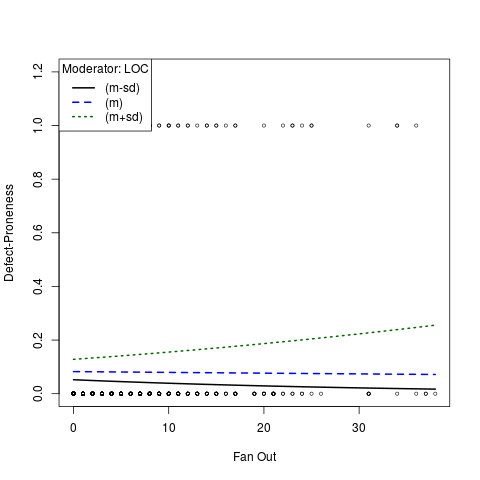 Moderator: LOC
(m-sd)
(m)
(m+sd)
Defect-Proneness
0.0
0.2
0.4
0.6
0.8
1.0
1.2
0 10 20 30
Fan Out